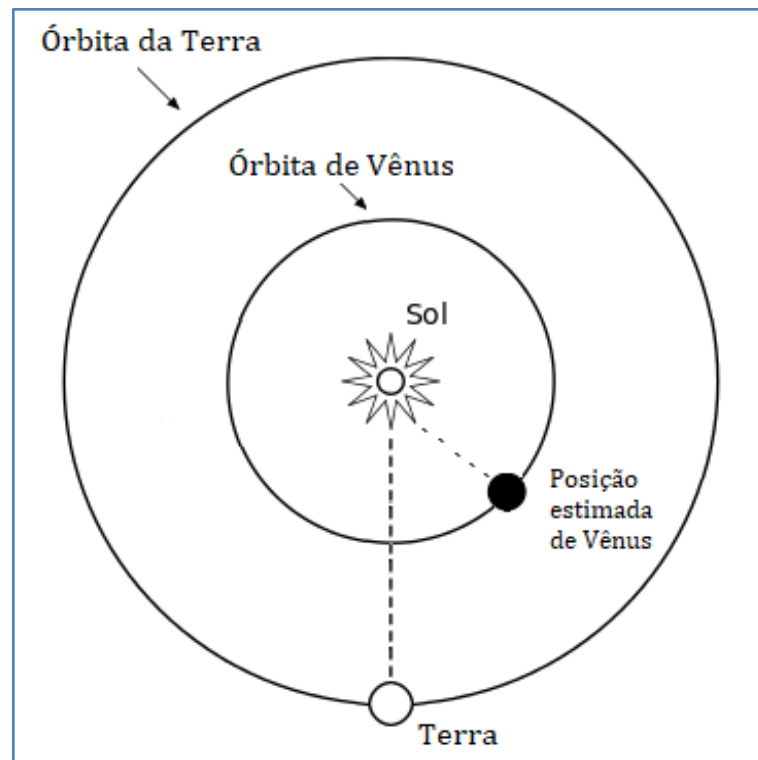 Órbita da Terra
Órbita de Vênus
Sol
Posição
estimada
de Vênus
Terra